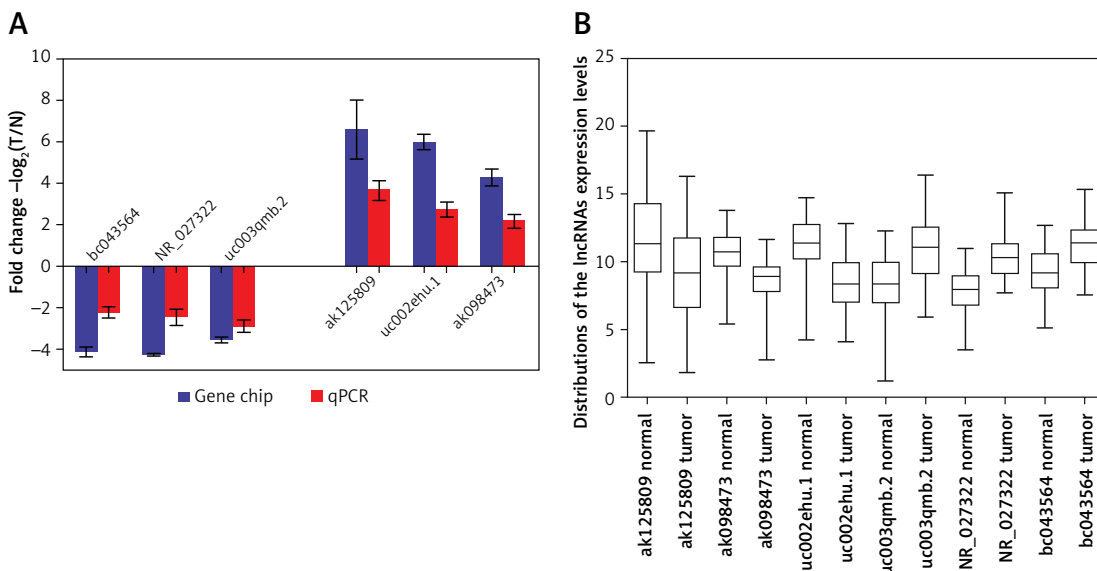 A
Fold change –log₂(T/N)
10
8
6
4
2
0
−2
−4
bc043564
NR_027322
uc003qmb.2
ak125809
uc002ehu.1
ak098473
Gene chip
qPCR
B
Distributions of the lncRNAs expression levels
25
20
15
10
5
0
ak125809 normal
ak125809 tumor
ak098473 normal
ak098473 tumor
uc002ehu.1 normal
uc002ehu.1 tumor
uc003qmb.2 normal
uc003qmb.2 tumor
NR_027322 normal
NR_027322 tumor
bc043564 normal
bc043564 tumor